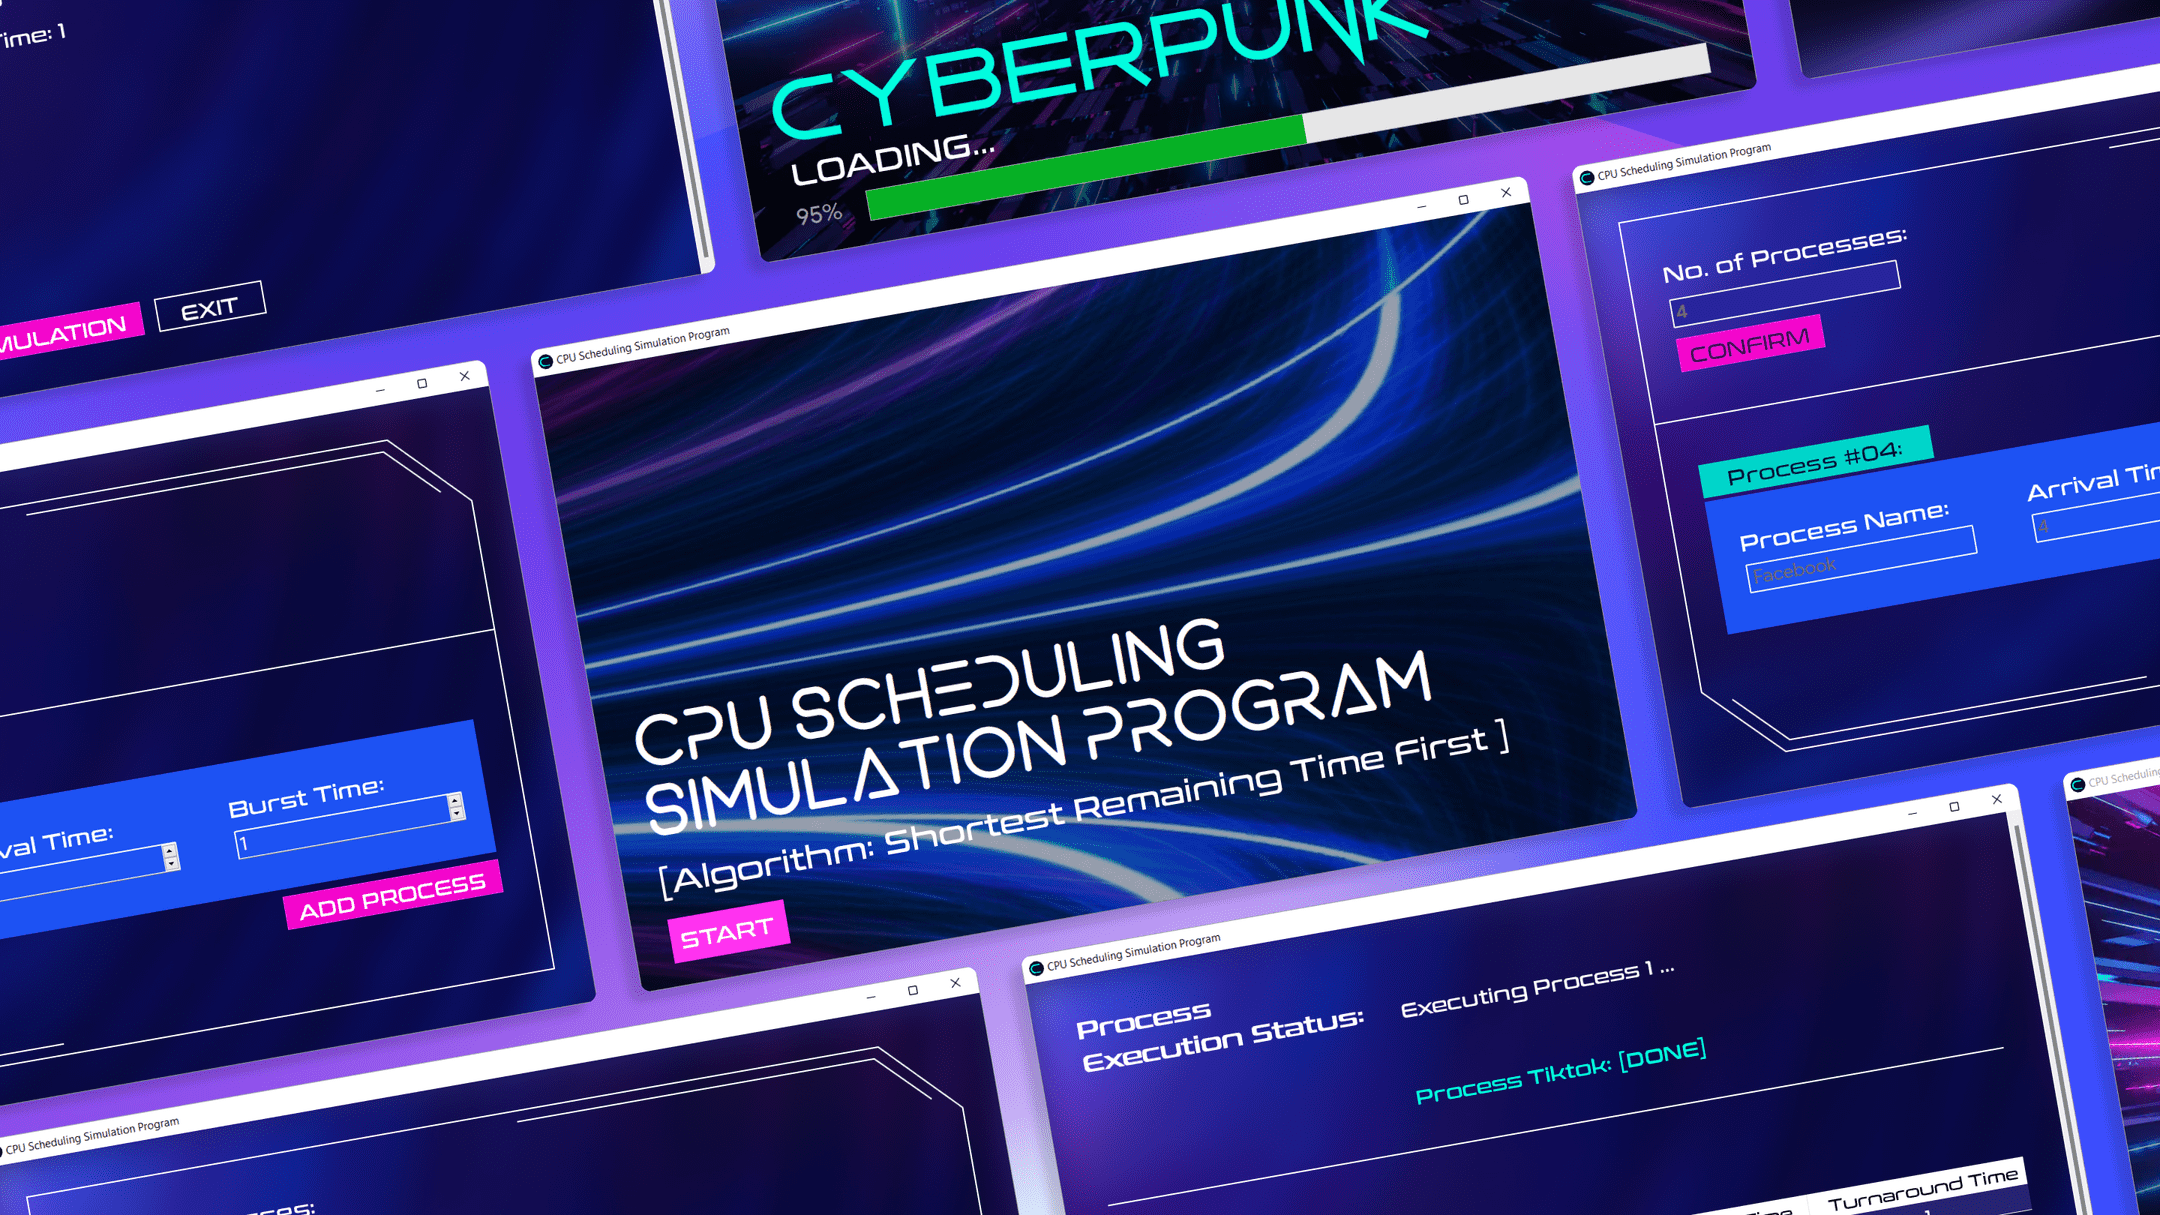 Time: 1
MULATION
EXIT
CYBERPUNK
LOADING...
95%
CPU Scheduling Simulation Program
No. of Processes:
4
CONFIRM
Process #04:
Process Name:
Facebook
Arrival Tim
4
CPU Scheduling Simulation Program
CPU SCHEDULING
SIMULATION PROGRAM
[Algorithm: Shortest Remaining Time First ]
START
val Time:
Burst Time:
1
ADD PROCESS
CPU Scheduling
CPU Scheduling Simulation Program
Process
Execution Status:
Executing Process 1 ...
Process Tiktok: [DONE]
Turnaround Time
CPU Scheduling Simulation Program